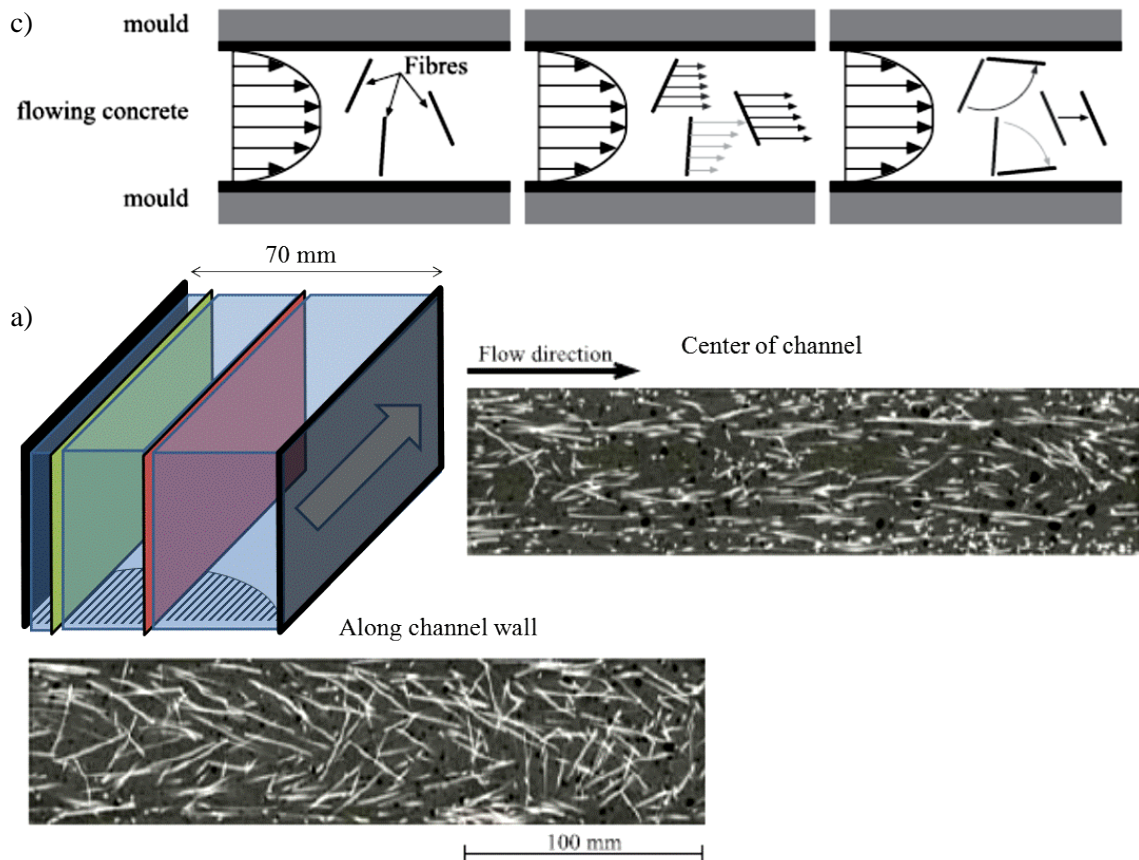 c)
mould
Fibres
flowing concrete
mould
70 mm
a)
Flow direction
Center of channel
Along channel wall
100 mm